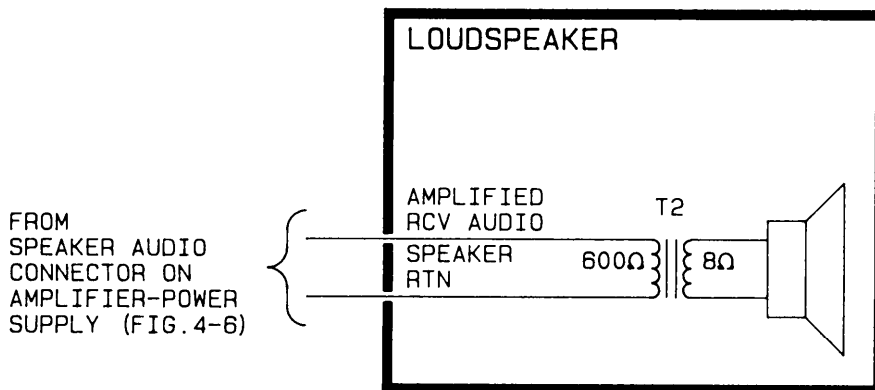 LOUDSPEAKER
AMPLIFIED
RCV AUDIO
T2
FROM
SPEAKER AUDIO
CONNECTOR ON
AMPLIFIER-POWER
SUPPLY (FIG.4-6)
SPEAKER
RTN
600Ω
8Ω